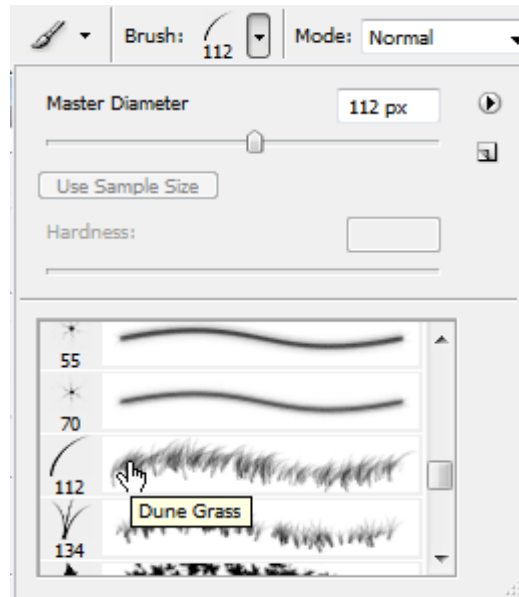 Brush: 112 Mode: Normal
Master Diameter 112 px
Use Sample Size
Hardness:
55
70
112
Dune Grass
134